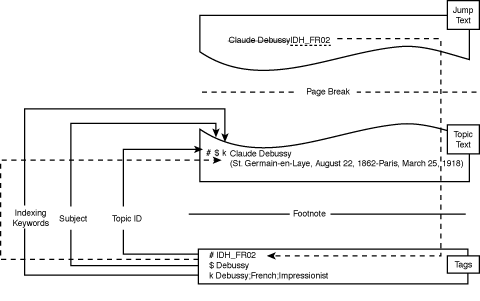 Jump
Text
Claude DebussyIDH_FR02
Page Break
Topic
Text
# $ k Claude Debussy
(St. Germain-en-Laye, August 22, 1862-Paris, March 25, 1918)
Indexing
Keywords
Subject
Topic ID
Footnote
# IDH_FR02
$ Debussy
k Debussy;French;Impressionist
Tags